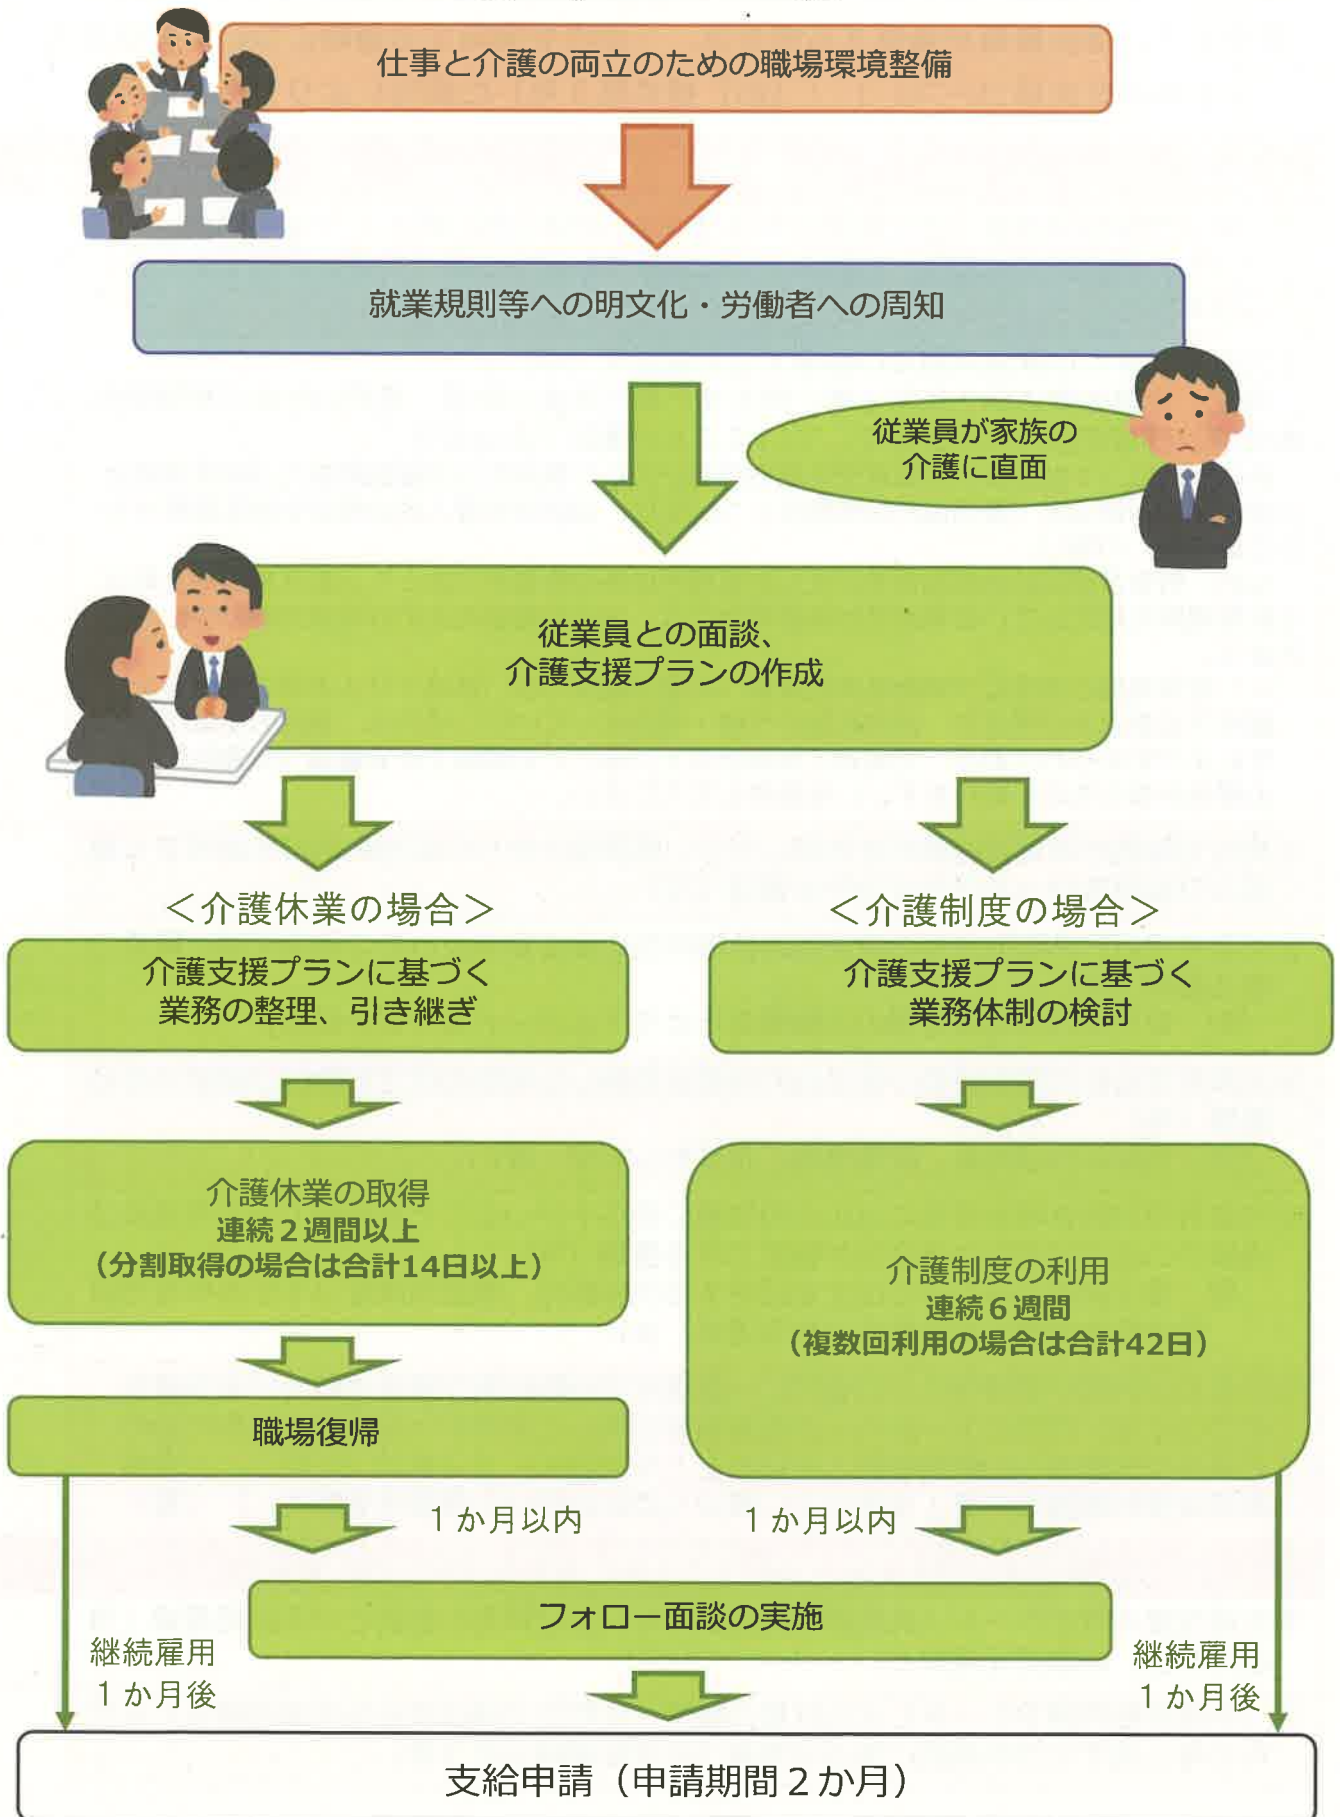 仕事と介護の両立のための職場環境整備
就業規則等への明文化・労働者への周知
従業員が家族の
介護に直面
従業員との面談、
介護支援プランの作成
＜介護休業の場合＞
介護支援プランに基づく
業務の整理、引き継ぎ
介護休業の取得
連続２週間以上
（分割取得の場合は合計14日以上）
職場復帰
１か月以内
＜介護制度の場合＞
介護支援プランに基づく
業務体制の検討
介護制度の利用
連続６週間
（複数回利用の場合は合計42日）
１か月以内
フォロー面談の実施
継続雇用
１か月後
継続雇用
１か月後
支給申請（申請期間２か月）